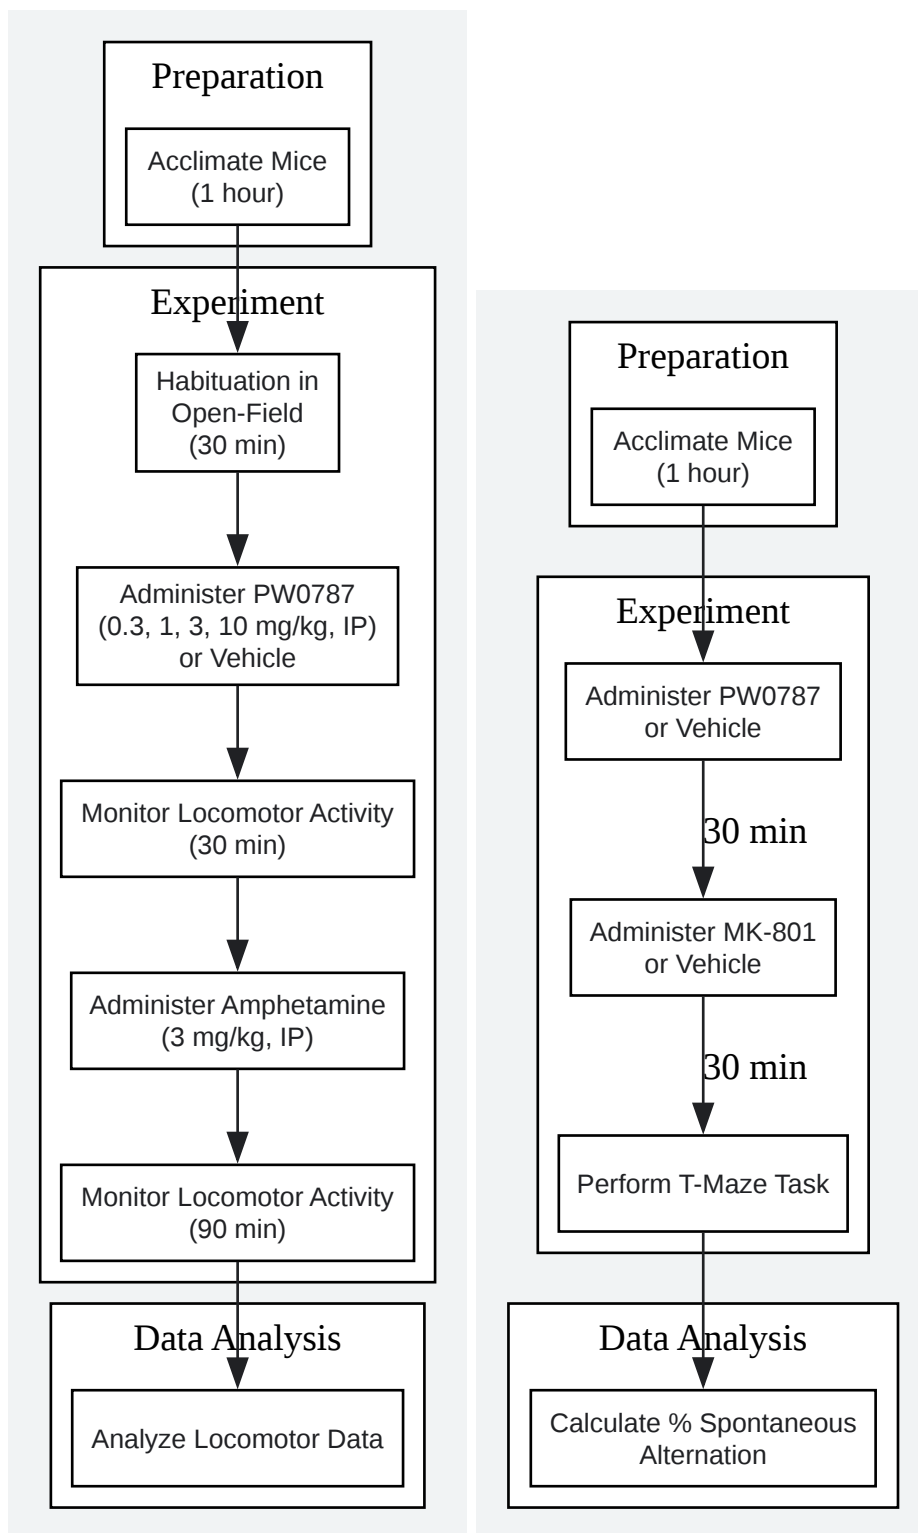 Preparation
Acclimate Mice
(1 hour)
Experiment
Habituation in
Open-Field
(30 min)
Administer PW0787
(0.3, 1, 3, 10 mg/kg, IP)
or Vehicle
Monitor Locomotor Activity
(30 min)
Administer Amphetamine
(3 mg/kg, IP)
Monitor Locomotor Activity
(90 min)
Data Analysis
Analyze Locomotor Data
Preparation
Acclimate Mice
(1 hour)
Experiment
Administer PW0787
or Vehicle
30 min
Administer MK-801
or Vehicle
30 min
Perform T-Maze Task
Data Analysis
Calculate % Spontaneous
Alternation